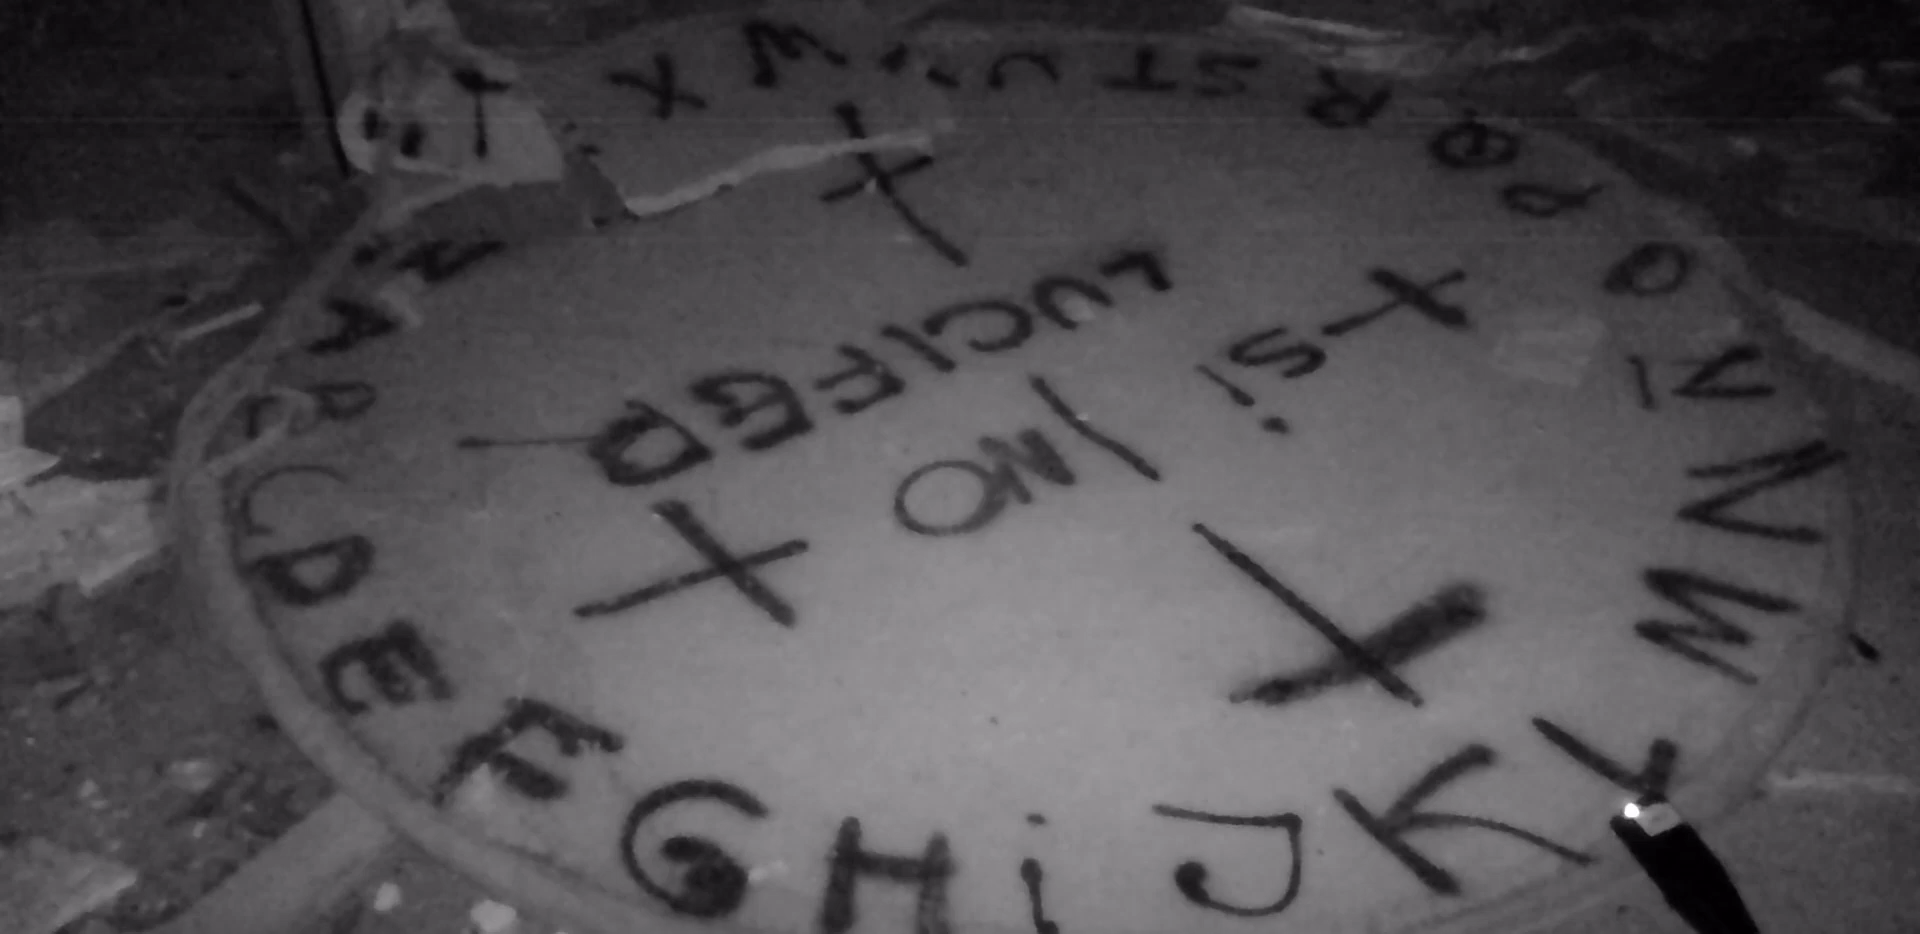 A B C D E F G H i J K L M N Ñ O P Q R S T U V W X Y Z
LUCIFER
Si / NO